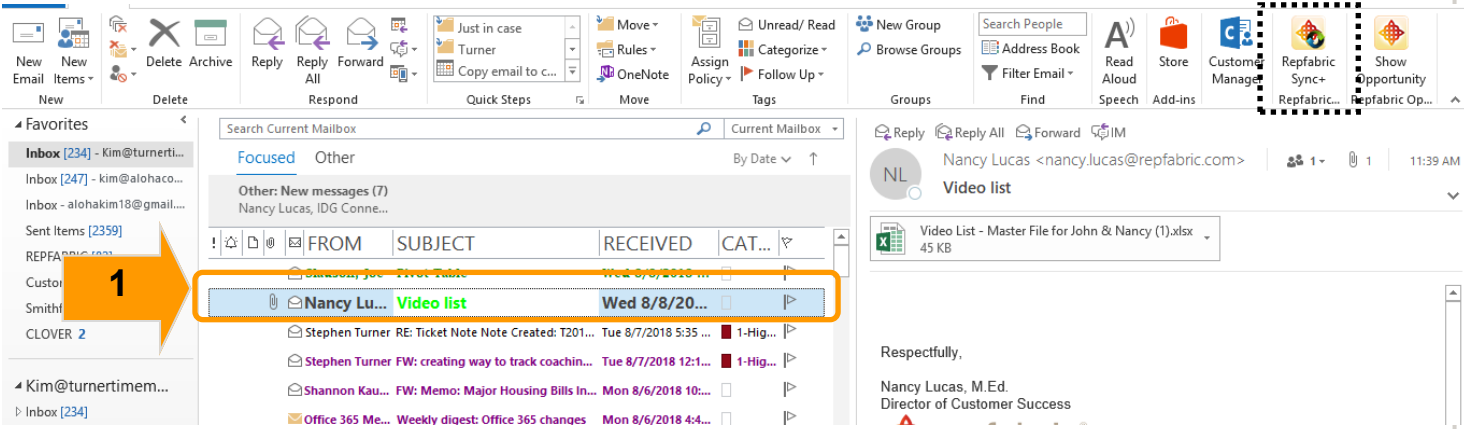 New Email
New Items
New
Delete
Archive
Delete
Reply
Reply All
Forward
Respond
Just in case
Turner
Copy email to c...
Quick Steps
Move
Rules
OneNote
Move
Assign Policy
Unread/ Read
Categorize
Follow Up
Tags
New Group
Browse Groups
Groups
Search People
Address Book
Filter Email
Find
Read Aloud
Speech
Store
Add-ins
Customer Manager
Repfabric Sync+
Repfabric...
Show Opportunity
Repfabric Op...
Favorites
Inbox [234] - Kim@turnerti...
Inbox [247] - kim@alohaco...
Inbox - alohakim18@gmail....
Sent Items [2359]
CLOVER 2
Kim@turnertimem...
Inbox [234]
1
Search Current Mailbox
Current Mailbox
Focused Other
By Date
Other: New messages (7)
Nancy Lucas, IDG Conne...
! FROM SUBJECT RECEIVED CAT...
Nancy Lu... Video list Wed 8/8/20...
Stephen Turner RE: Ticket Note Note Created: T201... Tue 8/7/2018 5:35 ... 1-Hig...
Stephen Turner FW: creating way to track coachin... Tue 8/7/2018 12:1... 1-Hig...
Shannon Kau... FW: Memo: Major Housing Bills In... Mon 8/6/2018 10:...
Office 365 Me... Weekly digest: Office 365 changes Mon 8/6/2018 4:4...
Reply Reply All Forward IM
NL
Nancy Lucas <nancy.lucas@repfabric.com>
1
1
11:39 AM
Video list
Video List - Master File for John & Nancy (1).xlsx
45 KB
Respectfully,
Nancy Lucas, M.Ed.
Director of Customer Success